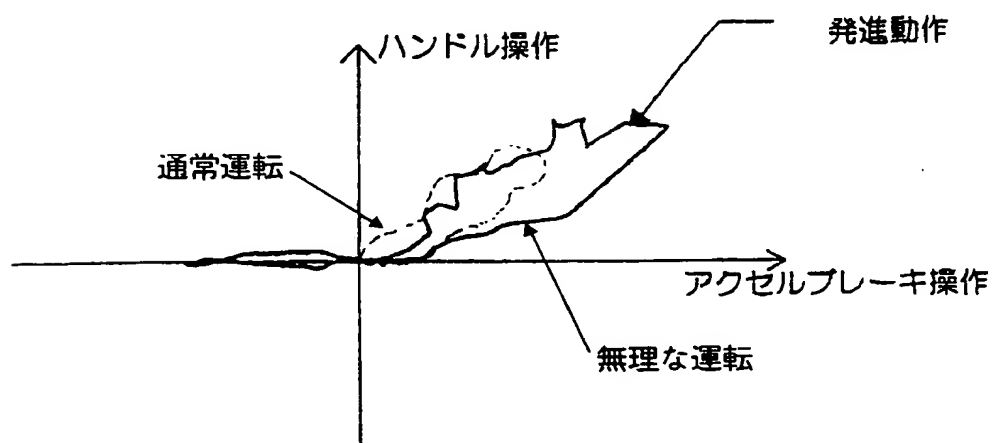 発進動作
ハンドル操作
通常運転
アクセルブレーキ操作
無理な運転